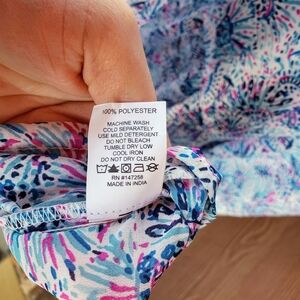 100% POLYESTER
MACHINE WASH
COLD SEPARATELY
USE MILD DETERGENT
DO NOT BLEACH
TUMBLE DRY LOW
COOL IRON
DO NOT DRY CLEAN
RN #147258
MADE IN INDIA